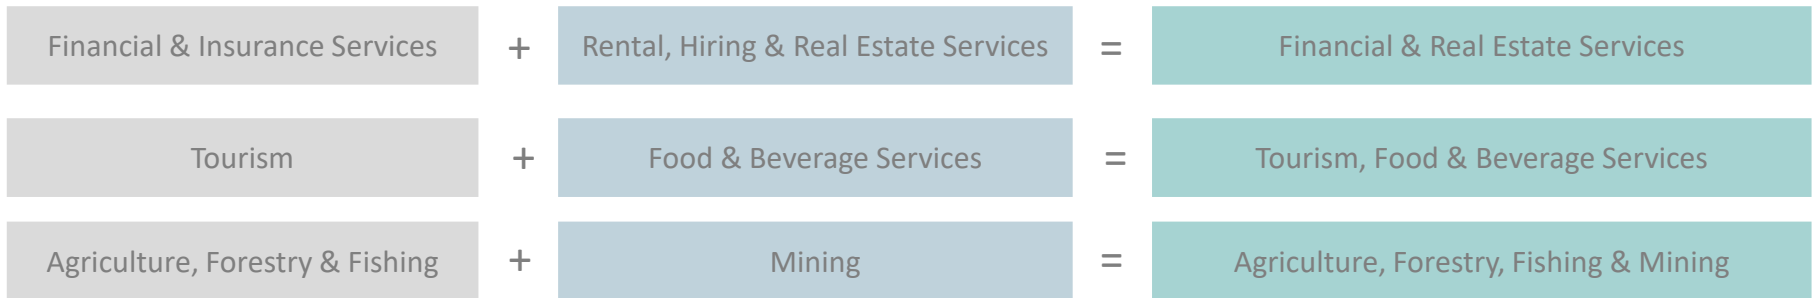 Financial & Insurance Services + Rental, Hiring & Real Estate Services = Financial & Real Estate Services
Tourism + Food & Beverage Services = Tourism, Food & Beverage Services
Agriculture, Forestry & Fishing + Mining = Agriculture, Forestry, Fishing & Mining